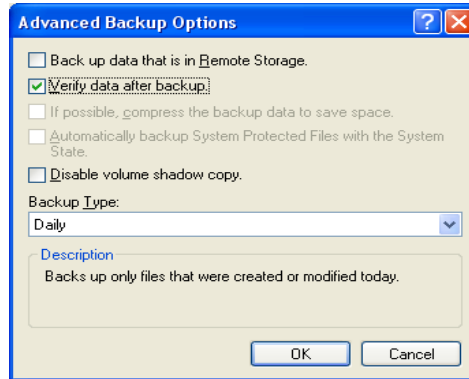 Advanced Backup Options
Back up data that is in Remote Storage.
Verify data after backup.
If possible, compress the backup data to save space.
Automatically backup System Protected Files with the System
State.
Disable volume shadow copy.
Backup Type:
Daily
Description
Backs up only files that were created or modified today.
OK Cancel